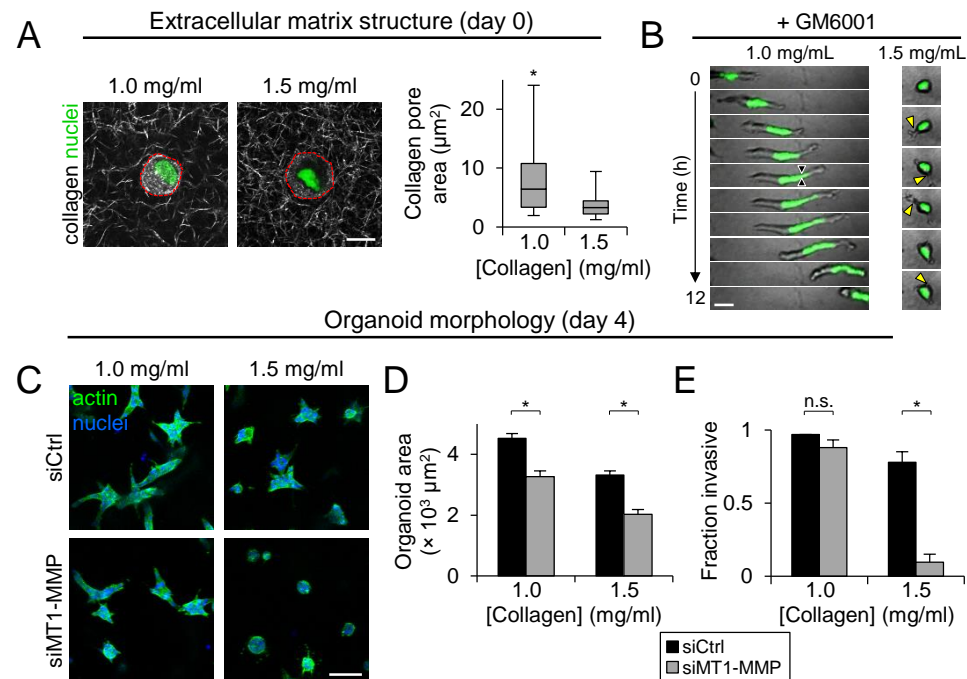 A
Extracellular matrix structure (day 0)
1.0 mg/ml
1.5 mg/ml
collagen nuclei
Collagen pore
area (µm²)
*
20
10
0
1.0
1.5
[Collagen] (mg/ml)
B
+ GM6001
1.0 mg/mL
1.5 mg/mL
0
Time (h)
12
Organoid morphology (day 4)
C
1.0 mg/ml
1.5 mg/ml
actin
nuclei
siCtrl
siMT1-MMP
D
Organoid area
(× 10³ µm²)
*
*
4
2
0
1.0
1.5
[Collagen] (mg/ml)
E
Fraction invasive
n.s.
*
1
0.5
0
1.0
1.5
[Collagen] (mg/ml)
siCtrl
siMT1-MMP